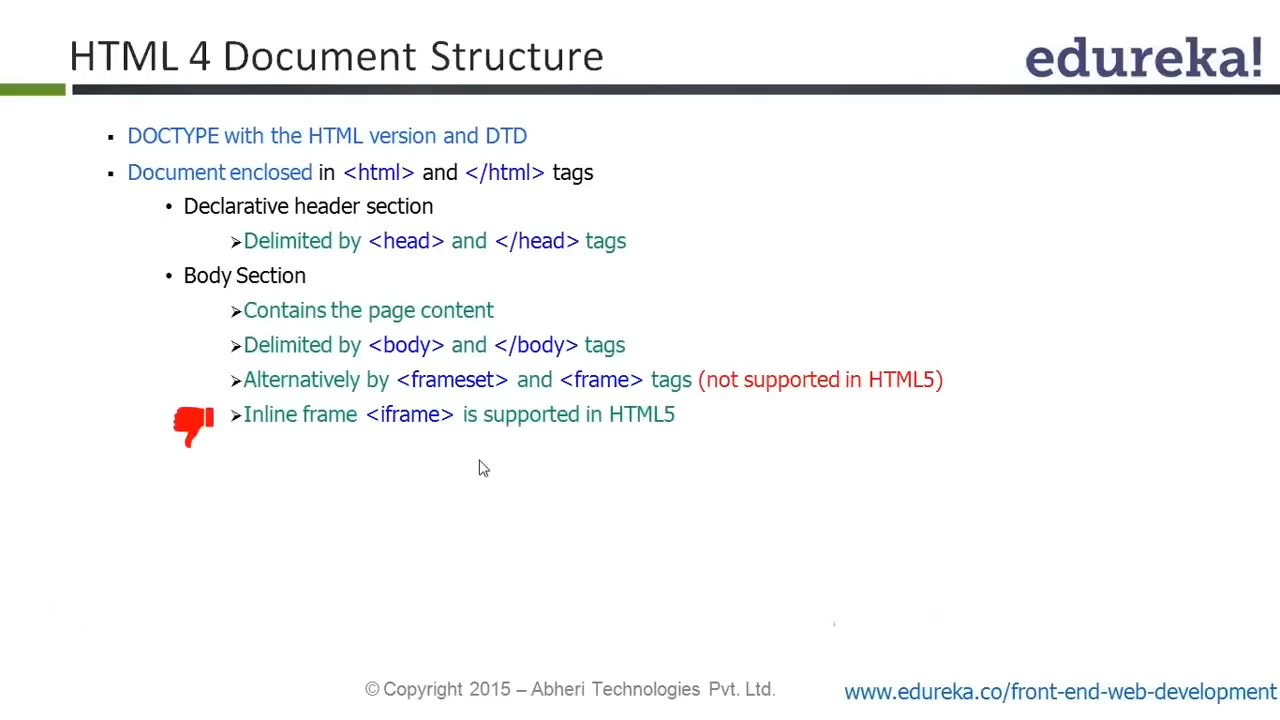 HTML 4 Document Structure
edureka!
▪ DOCTYPE with the HTML version and DTD
▪ Document enclosed in <html> and </html> tags
• Declarative header section
➢Delimited by <head> and </head> tags
• Body Section
➢Contains the page content
➢Delimited by <body> and </body> tags
➢Alternatively by <frameset> and <frame> tags (not supported in HTML5)
➢Inline frame <iframe> is supported in HTML5
© Copyright 2015 – Abheri Technologies Pvt. Ltd.
www.edureka.co/front-end-web-development